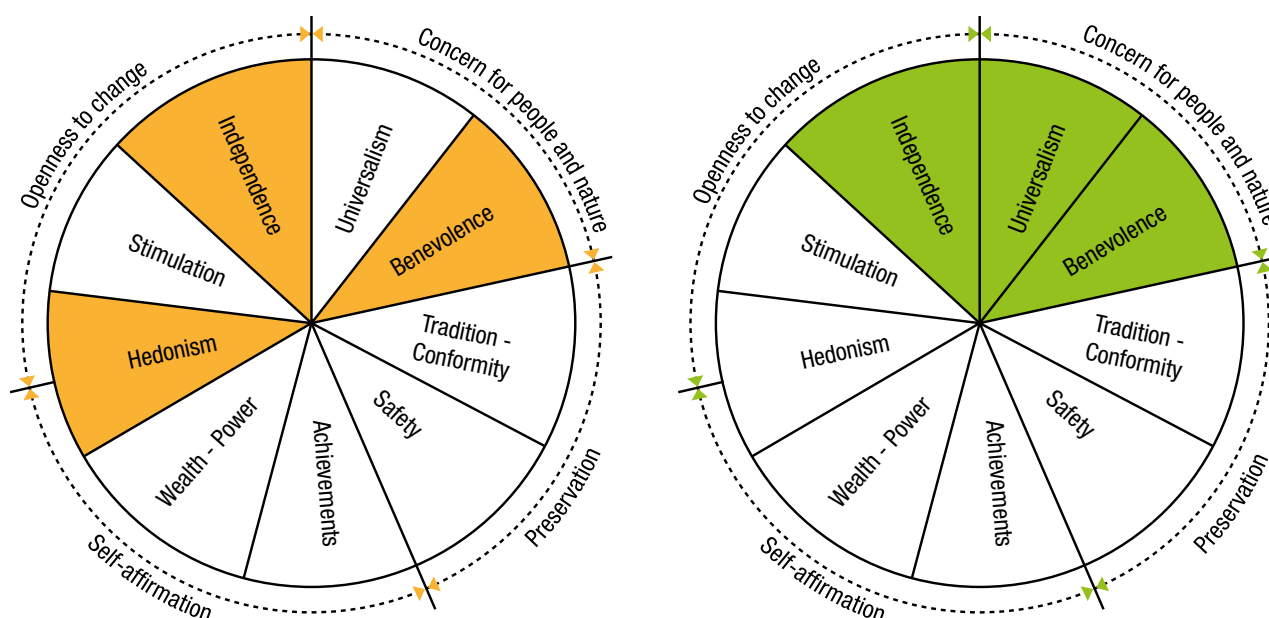 Openness to change
Concern for people and nature
Independence
Universalism
Benevolence
Stimulation
Hedonism
Tradition -
Conformity
Safety
Wealth - Power
Achievements
Self-affirmation
Preservation
Openness to change
Concern for people and nature
Independence
Universalism
Benevolence
Stimulation
Hedonism
Tradition -
Conformity
Safety
Wealth - Power
Achievements
Self-affirmation
Preservation